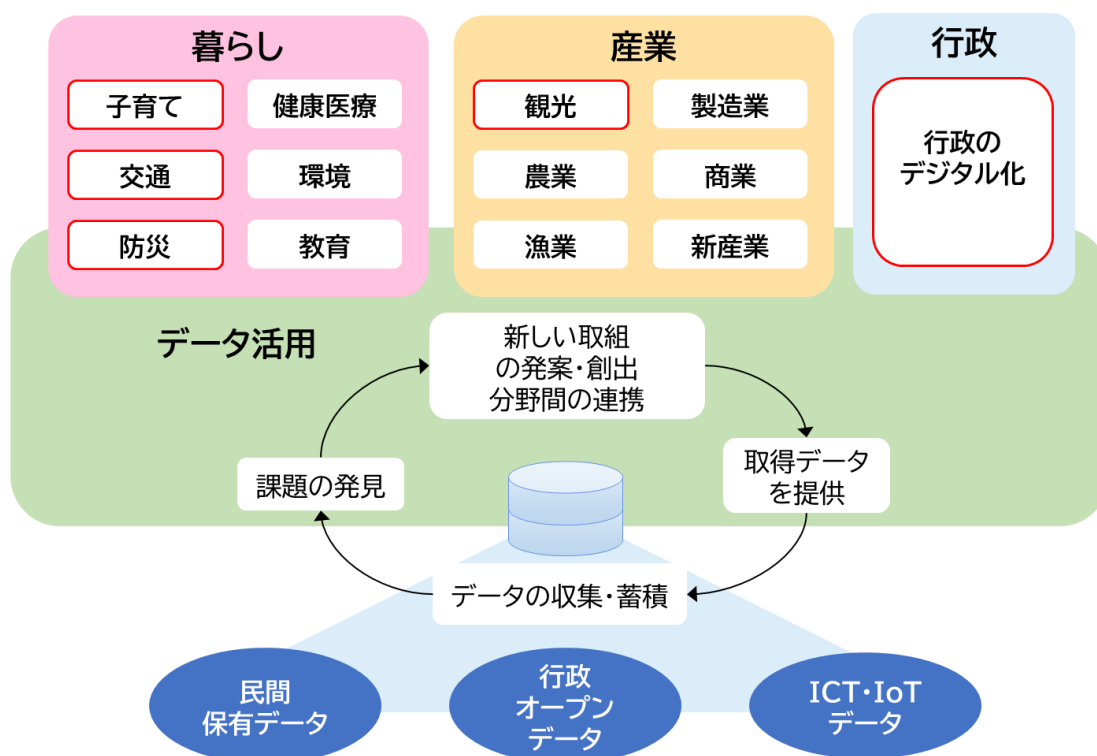 暮らし
子育て
健康医療
交通
環境
防災
教育
産業
観光
製造業
農業
商業
漁業
新産業
行政
行政の
デジタル化
データ活用
新しい取組
の発案・創出
分野間の連携
課題の発見
取得データ
を提供
データの収集・蓄積
民間
保有データ
行政
オープン
データ
ICT・IoT
データ